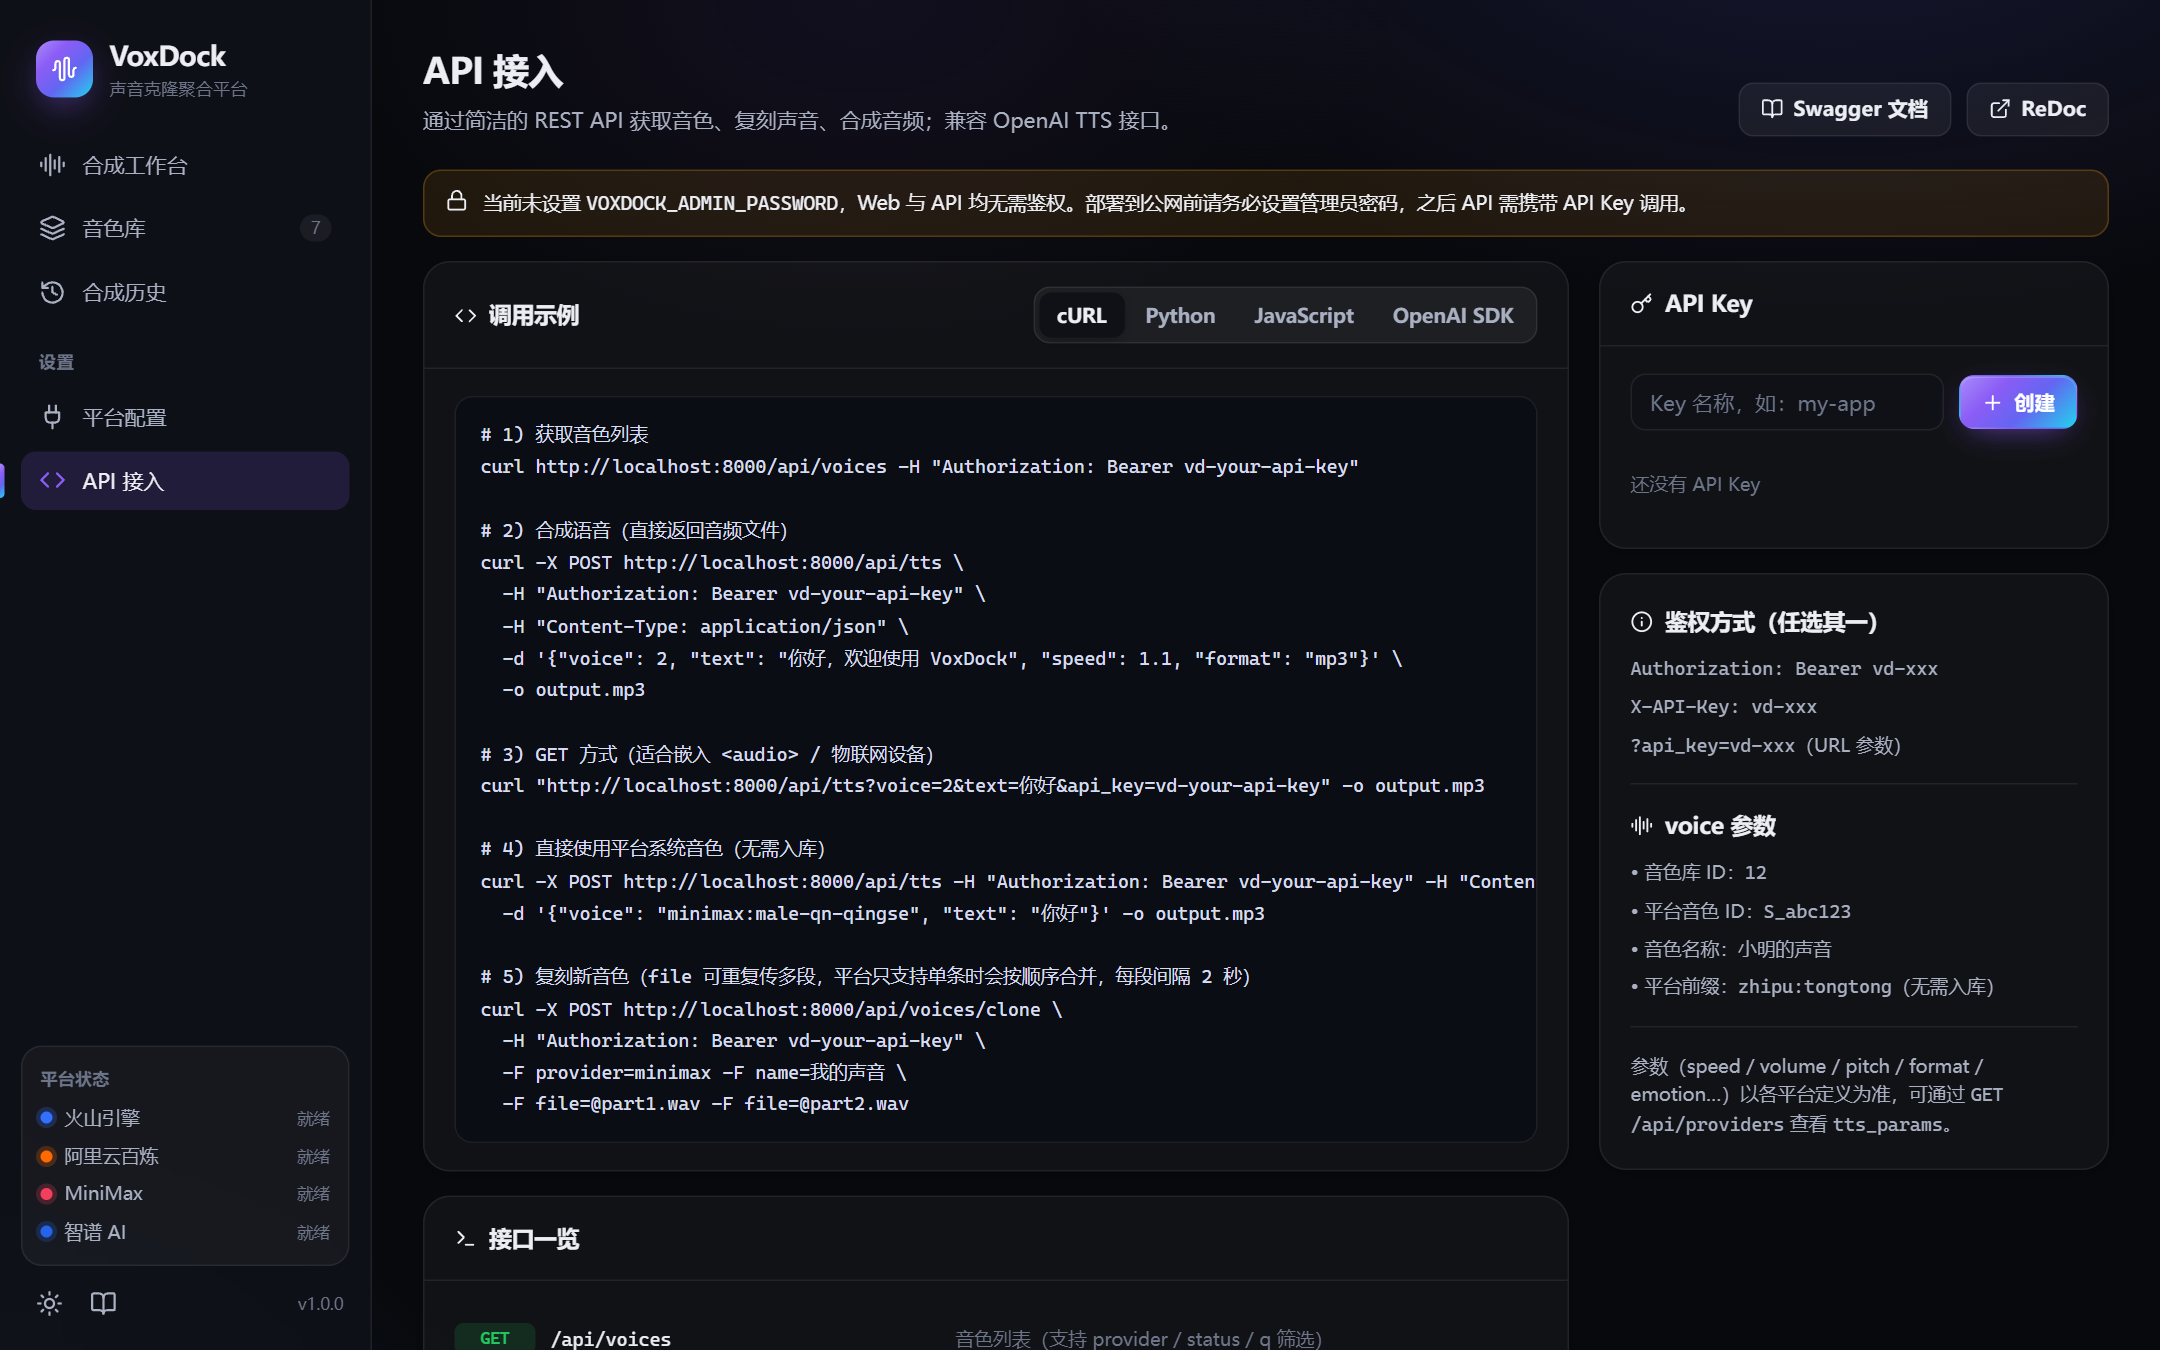 VoxDock
声音克隆聚合平台
合成工作台
音色库
7
合成历史
设置
平台配置
API 接入
平台状态
火山引擎
就绪
阿里云百炼
就绪
MiniMax
就绪
智谱 AI
就绪
v1.0.0
API 接入
通过简洁的 REST API 获取音色、复刻声音、合成音频；兼容 OpenAI TTS 接口。
Swagger 文档
ReDoc
当前未设置 VOXDOCK_ADMIN_PASSWORD，Web 与 API 均无需鉴权。部署到公网前请务必设置管理员密码，之后 API 需携带 API Key 调用。
调用示例
cURL
Python
JavaScript
OpenAI SDK
# 1) 获取音色列表
curl http://localhost:8000/api/voices -H "Authorization: Bearer vd-your-api-key"
# 2) 合成语音（直接返回音频文件）
curl -X POST http://localhost:8000/api/tts \
-H "Authorization: Bearer vd-your-api-key" \
-H "Content-Type: application/json" \
-d '{"voice": 2, "text": "你好，欢迎使用 VoxDock", "speed": 1.1, "format": "mp3"}' \
-o output.mp3
# 3) GET 方式（适合嵌入 <audio> / 物联网设备）
curl "http://localhost:8000/api/tts?voice=2&text=你好&api_key=vd-your-api-key" -o output.mp3
# 4) 直接使用平台系统音色（无需入库）
curl -X POST http://localhost:8000/api/tts -H "Authorization: Bearer vd-your-api-key" -H "Conten
-d '{"voice": "minimax:male-qn-qingse", "text": "你好"}' -o output.mp3
# 5) 复刻新音色（file 可重复传多段，平台只支持单条时会按顺序合并，每段间隔 2 秒）
curl -X POST http://localhost:8000/api/voices/clone \
-H "Authorization: Bearer vd-your-api-key" \
-F provider=minimax -F name=我的声音 \
-F file=@part1.wav -F file=@part2.wav
接口一览
GET /api/voices 音色列表（支持 provider / status / q 筛选）
API Key
Key 名称，如：my-app
创建
还没有 API Key
鉴权方式（任选其一）
Authorization: Bearer vd-xxx
X-API-Key: vd-xxx
?api_key=vd-xxx（URL 参数）
voice 参数
• 音色库 ID：12
• 平台音色 ID：S_abc123
• 音色名称：小明的声音
• 平台前缀：zhipu:tongtong（无需入库）
参数（speed / volume / pitch / format /
emotion...）以各平台定义为准，可通过 GET
/api/providers 查看 tts_params。